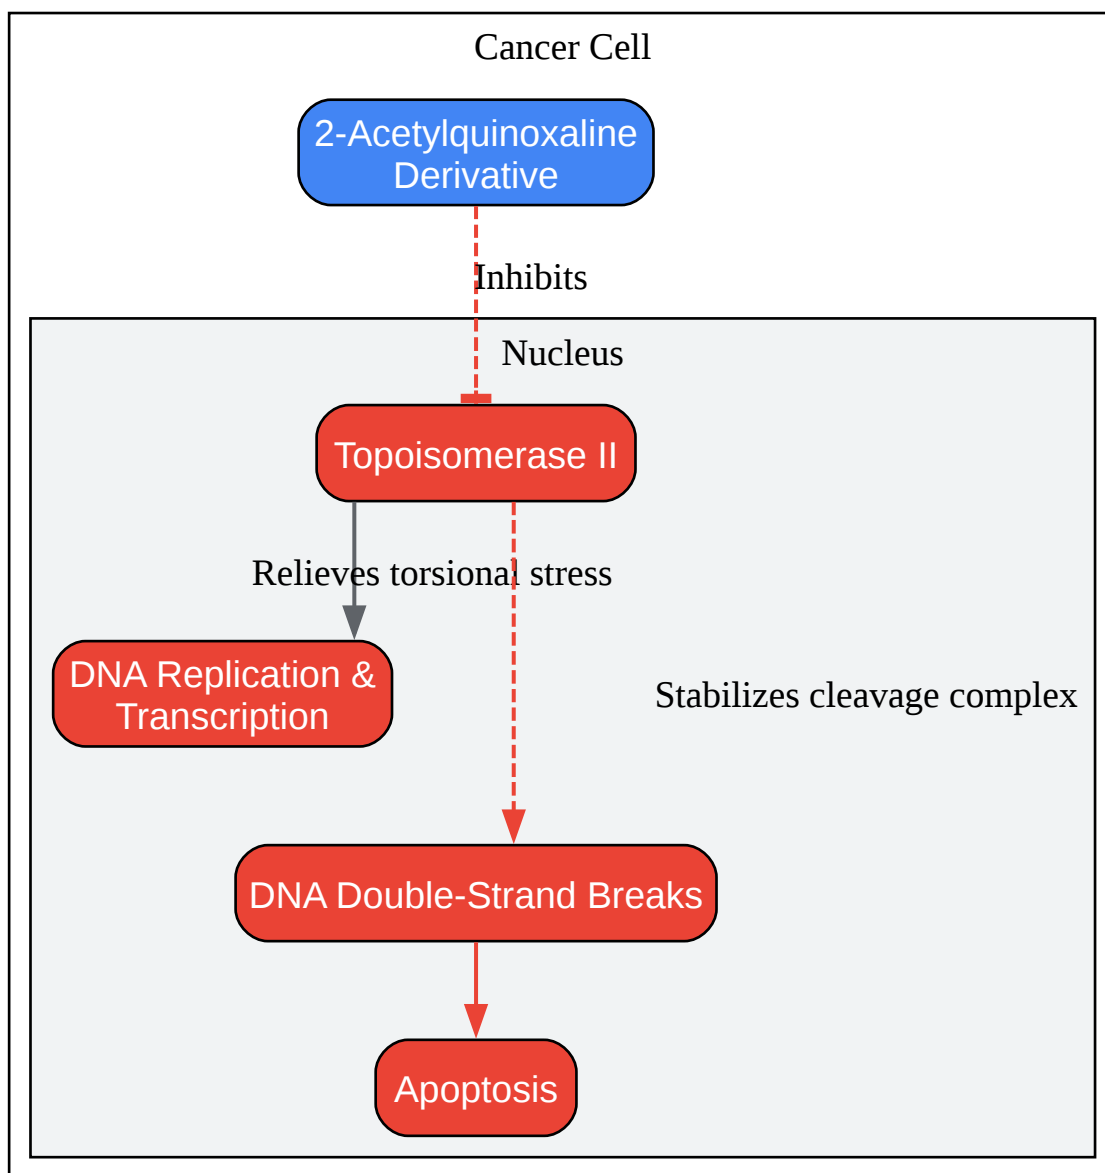 Cancer Cell
2-Acetylquinoxaline
Derivative
Inhibits
Nucleus
Topoisomerase II
Relieves torsional stress
DNA Replication &
Transcription
Stabilizes cleavage complex
DNA Double-Strand Breaks
Apoptosis